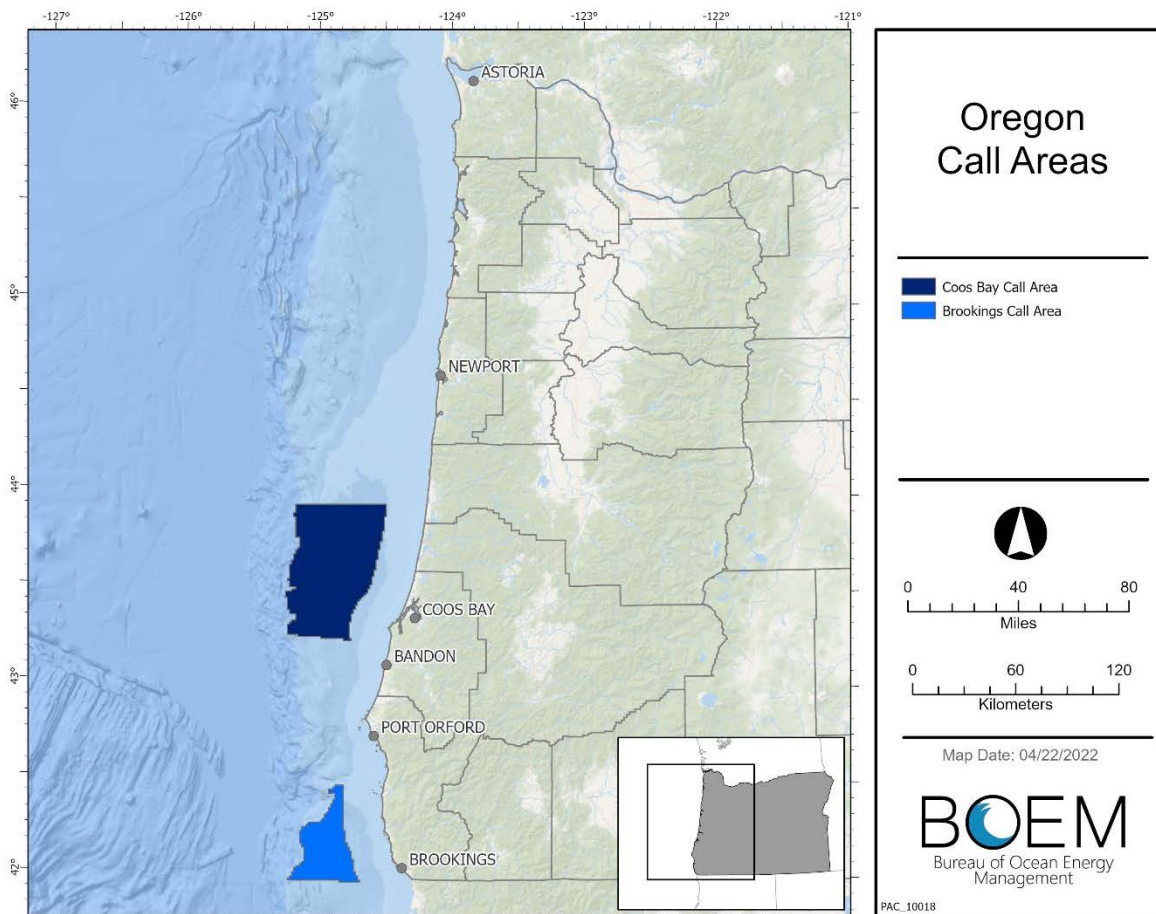 -127° -126° -125° -124° -123° -122° -121°
46°
45°
44°
43°
42°
ASTORIA
NEWPORT
COOS BAY
BANDON
PORT ORFORD
BROOKINGS
Oregon
Call Areas
Coos Bay Call Area
Brookings Call Area
0 40 80
Miles
0 60 120
Kilometers
Map Date: 04/22/2022
BOEM
Bureau of Ocean Energy
Management
PAC_10018